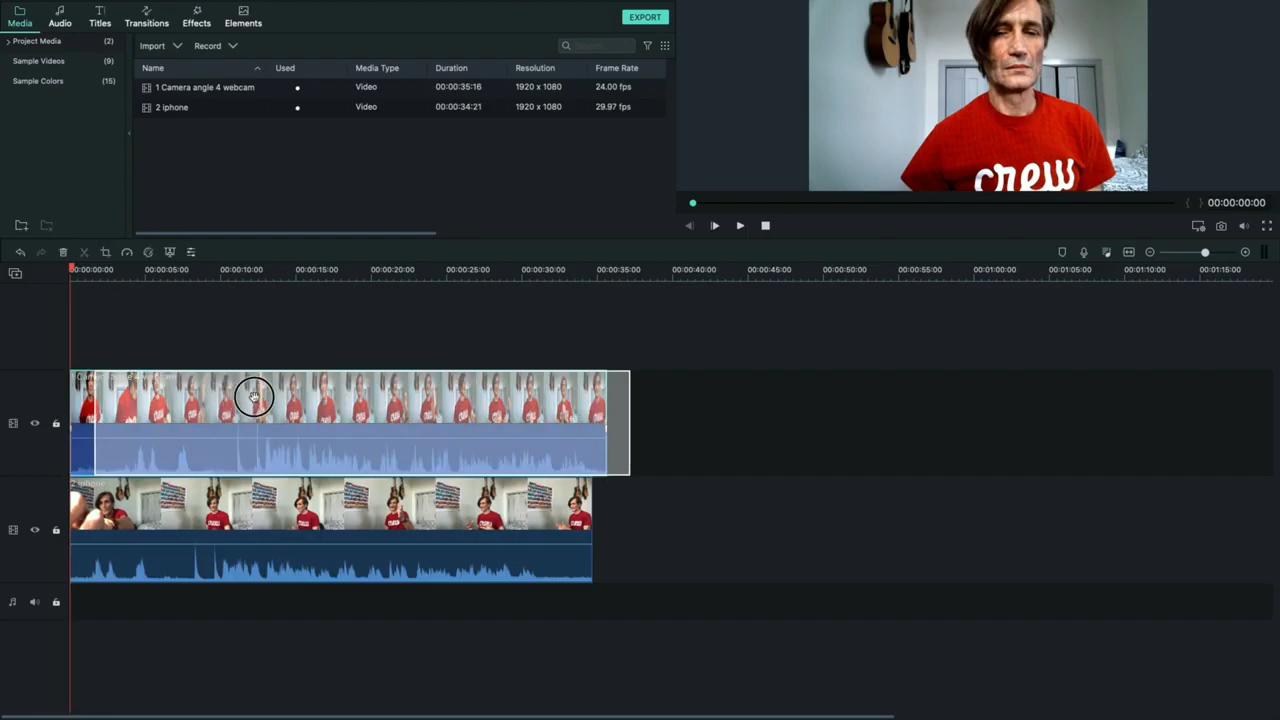 Media Audio Titles Transitions Effects Elements EXPORT
Project Media (2)
Sample Videos (9)
Sample Colors (15)
Import Record Search
Name Used Media Type Duration Resolution Frame Rate
1 Camera angle 4 webcam Video 00:00:35:16 1920 x 1080 24.00 fps
2 iphone Video 00:00:34:21 1920 x 1080 29.97 fps
crew
00:00:00:00
00:00:00:00 00:00:05:00 00:00:10:00 00:00:15:00 00:00:20:00 00:00:25:00 00:00:30:00 00:00:35:00 00:00:40:00 00:00:45:00 00:00:50:00 00:00:55:00 00:01:00:00 00:01:05:00 00:01:10:00 00:01:15:00
2 iphone